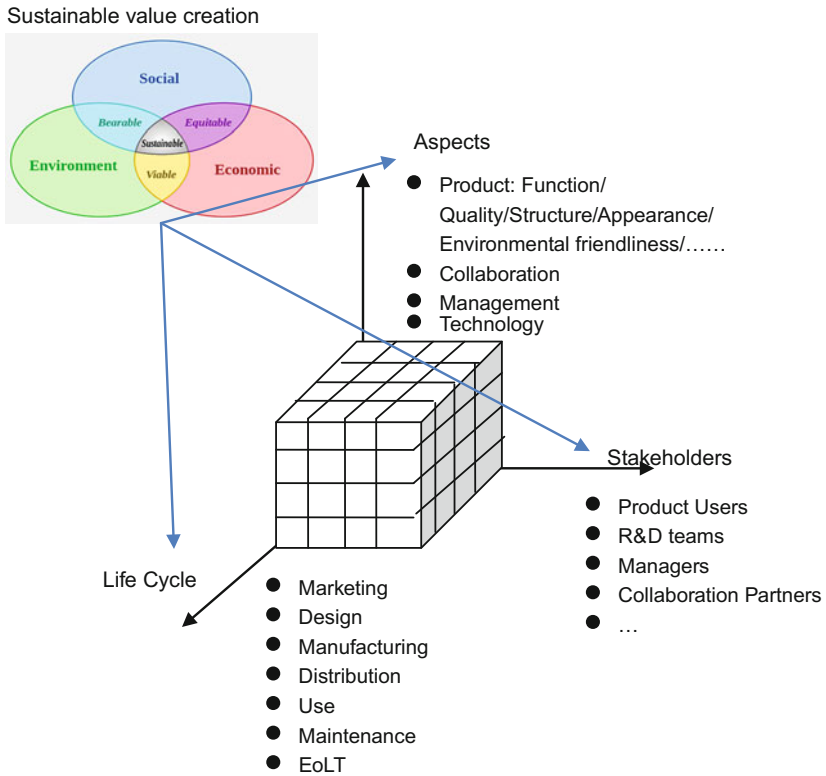 Sustainable value creation
Social
Bearable
Equitable
Sustainable
Environment
Viable
Economic
Aspects
● Product: Function/
Quality/Structure/Appearance/
Environmental friendliness/……
● Collaboration
● Management
● Technology
Stakeholders
● Product Users
● R&D teams
● Managers
● Collaboration Partners
● …
Life Cycle
● Marketing
● Design
● Manufacturing
● Distribution
● Use
● Maintenance
● EoLT